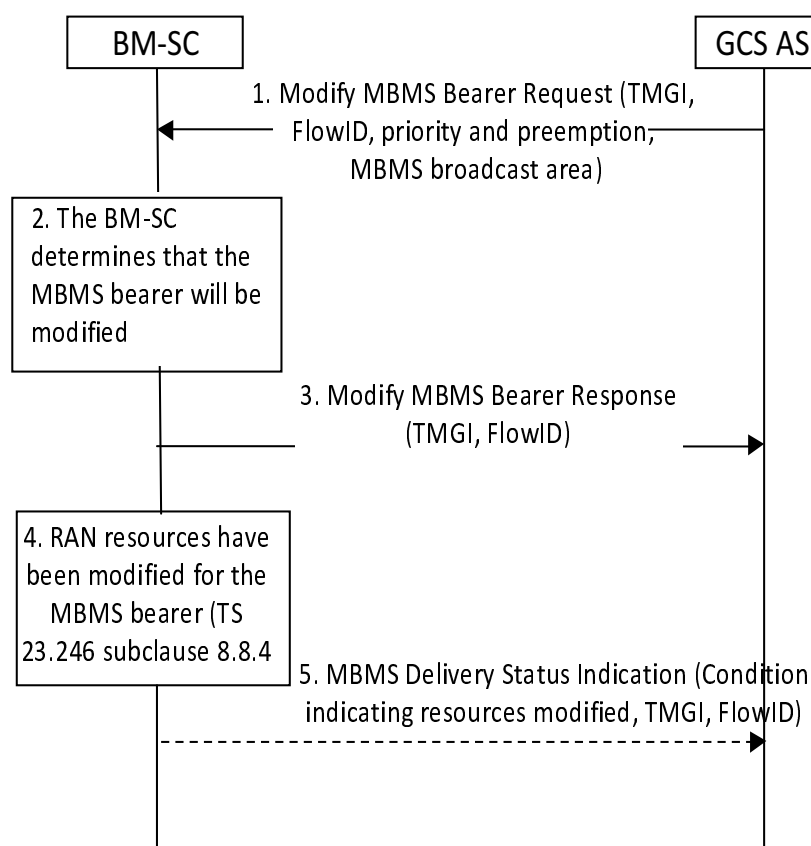 BM-SC
GCS AS
1. Modify MBMS Bearer Request (TMGI,
FlowID, priority and preemption,
MBMS broadcast area)
2. The BM-SC
determines that the
MBMS bearer will be
modified
3. Modify MBMS Bearer Response
(TMGI, FlowID)
4. RAN resources have
been modified for the
MBMS bearer (TS
23.246 subclause 8.8.4
5. MBMS Delivery Status Indication (Condition
indicating resources modified, TMGI, FlowID)